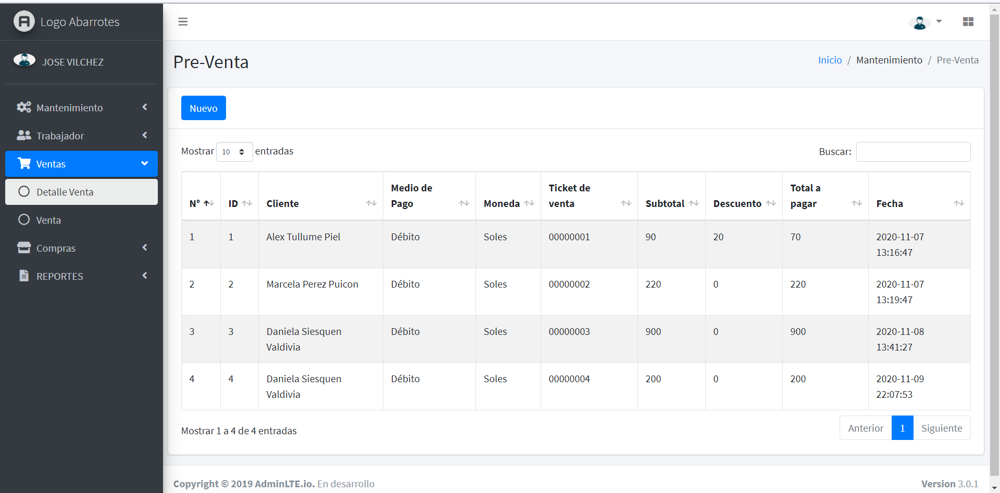 Logo Abarrotes
JOSE VILCHEZ
Mantenimiento
Trabajador
Ventas
Detalle Venta
Venta
Compras
REPORTES
Pre-Venta
Inicio / Mantenimiento / Pre-Venta
Nuevo
Mostrar 10 entradas
Buscar:
N° ID Cliente Medio de Pago Moneda Ticket de venta Subtotal Descuento Total a pagar Fecha
1 1 Alex Tullume Piel Débito Soles 00000001 90 20 70 2020-11-07 13:16:47
2 2 Marcela Perez Puicon Débito Soles 00000002 220 0 220 2020-11-07 13:19:47
3 3 Daniela Siesquen Valdivia Débito Soles 00000003 900 0 900 2020-11-08 13:41:27
4 4 Daniela Siesquen Valdivia Débito Soles 00000004 200 0 200 2020-11-09 22:07:53
Mostrar 1 a 4 de 4 entradas
Anterior 1 Siguiente
Copyright © 2019 AdminLTE.io. En desarrollo
Version 3.0.1